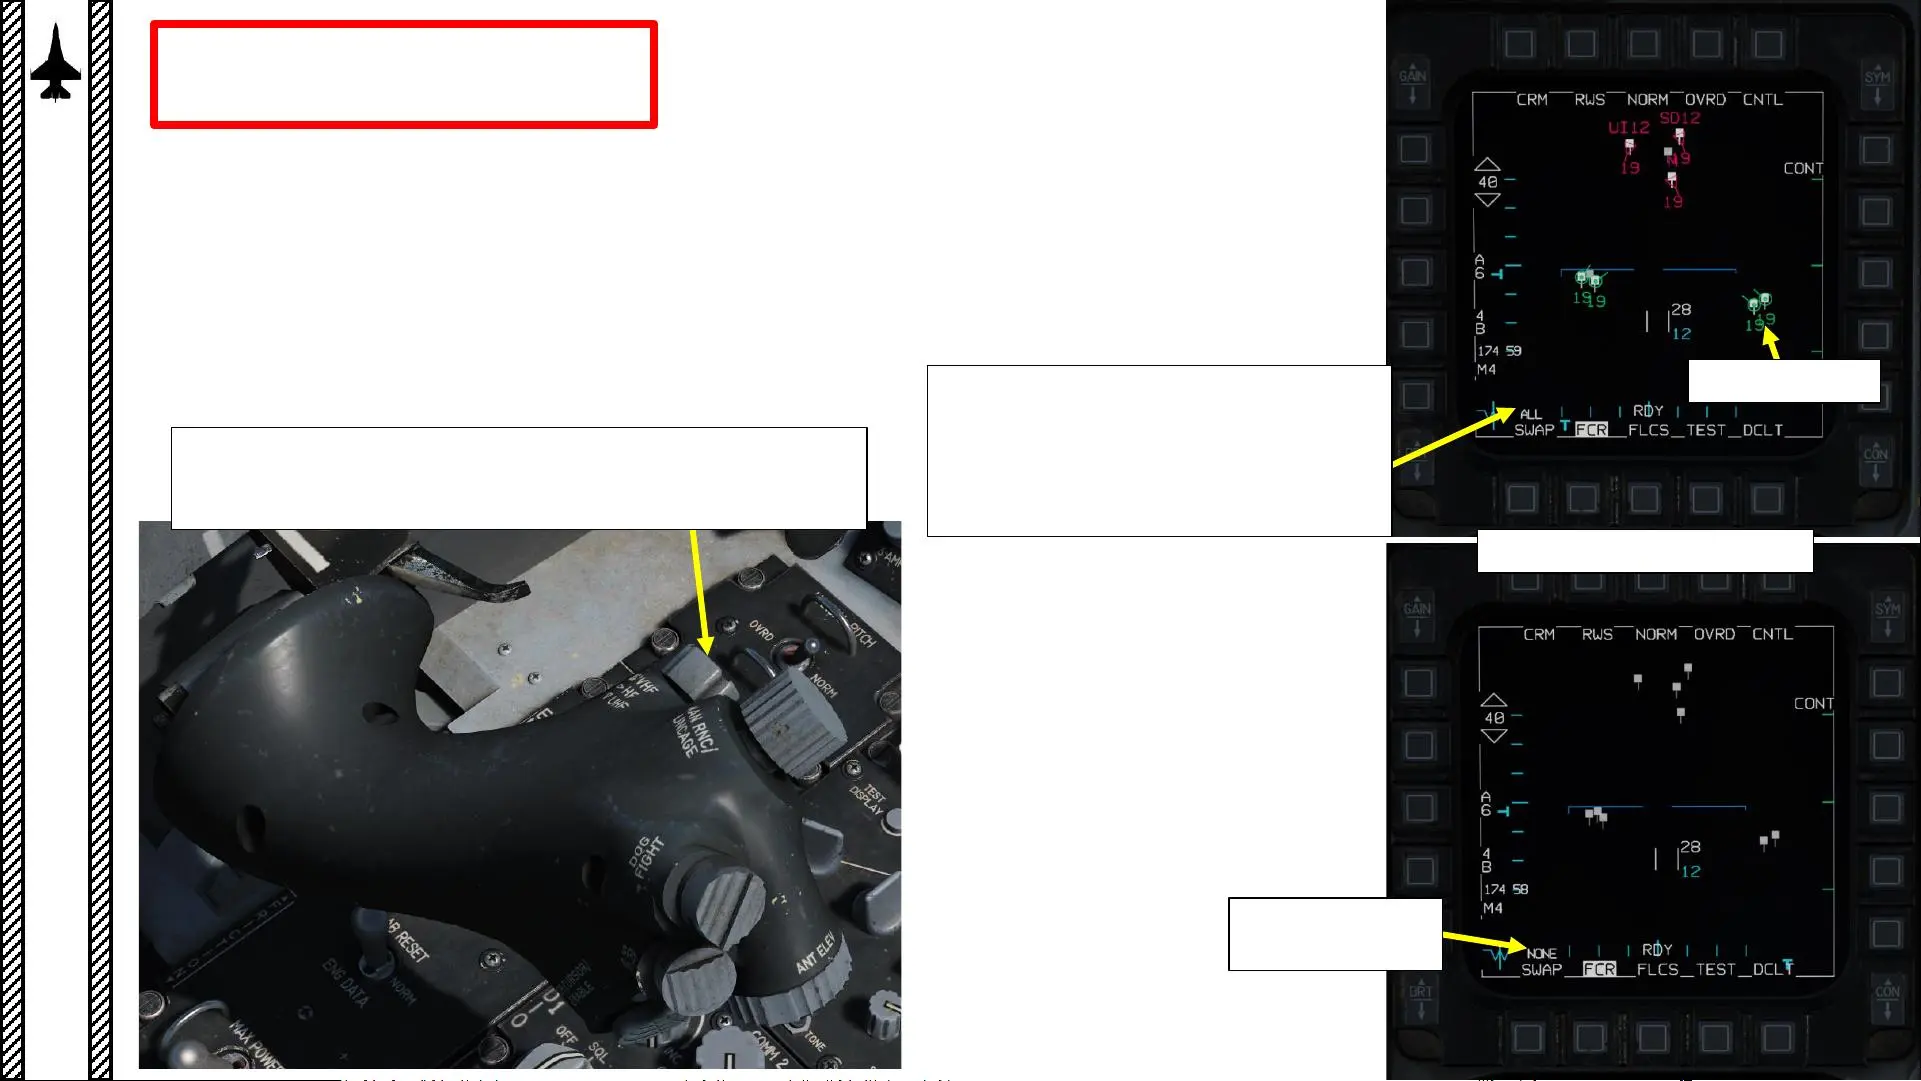 GAIN
SYM
CRM RWS NORM OVRD CNTL
UI12 SD12
19
19
CONT
40
A
6
19 19
19
28
12
4
B
174 59
M4
ALL RDY
SWAP FCR FLCS TEST DCLT
CON
GAIN
SYM
CRM RWS NORM OVRD CNTL
CONT
40
A
6
28
12
4
B
174 58
M4
NONE RDY
SWAP FCR FLCS TEST DCLT
BRT
CON
OVRD
PITCH
NORM
VHF
UHF
MAN RNG/
UNCAGE
TEST
DISPLAY
DOG
FIGHT
ANT ELEV
AB RESET
ENG DATA
NORM
MAX POWER
OFF
SQL
COMM 2
TONE